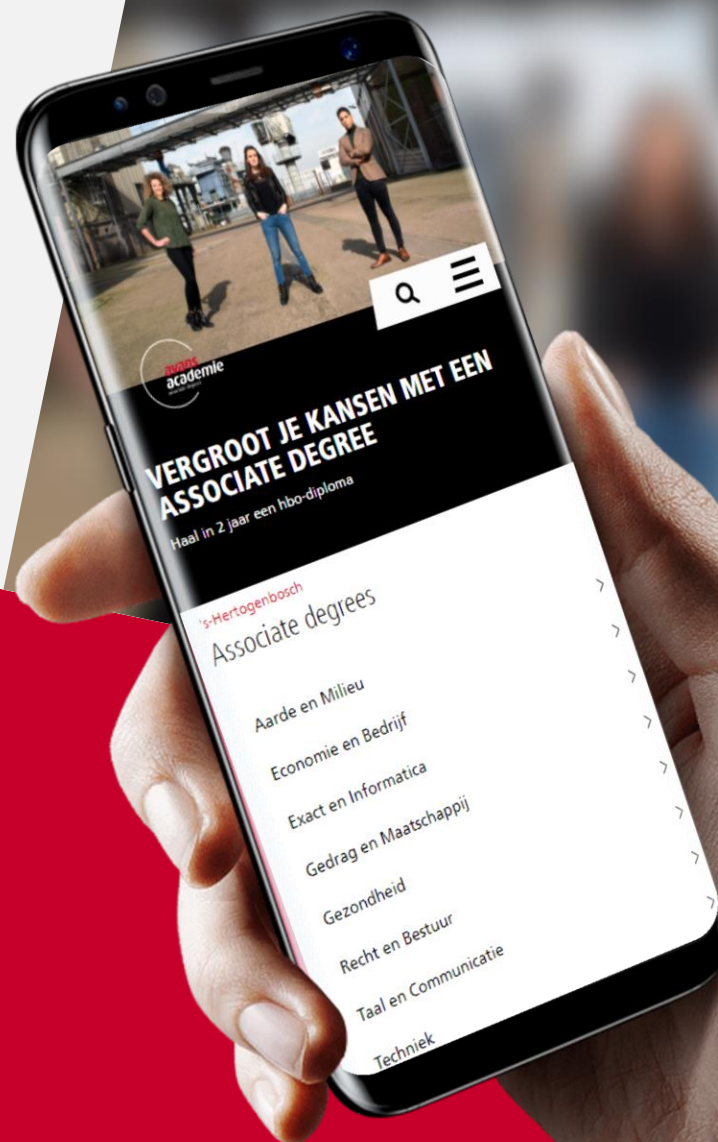 avans
academie
VERGROOT JE KANSEN MET EEN
ASSOCIATE DEGREE
Haal in 2 jaar een hbo-diploma
's-Hertogenbosch
Associate degrees
Aarde en Milieu
Economie en Bedrijf
Exact en Informatica
Gedrag en Maatschappij
Gezondheid
Recht en Bestuur
Taal en Communicatie
Techniek